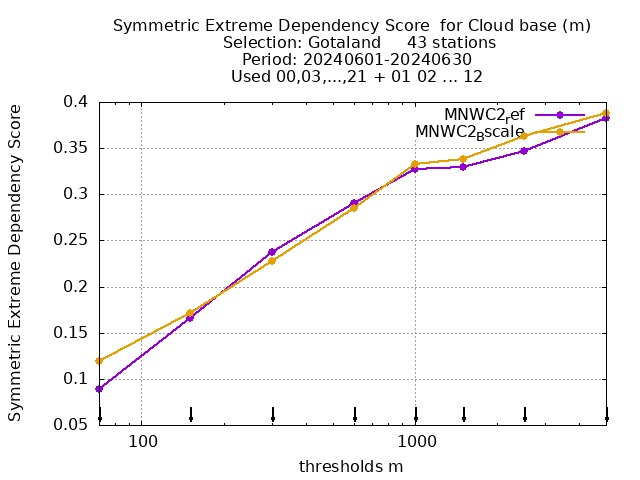 Symmetric Extreme Dependency Score  for Cloud base (m)
Selection: Gotaland     43 stations
Period: 20240601-20240630
Used 00,03,...,21 + 01 02 ... 12
Symmetric Extreme Dependency Score
0.4
0.35
0.3
0.25
0.2
0.15
0.1
0.05
MNWC2_ref
MNWC2_Bscale
100
1000
thresholds m